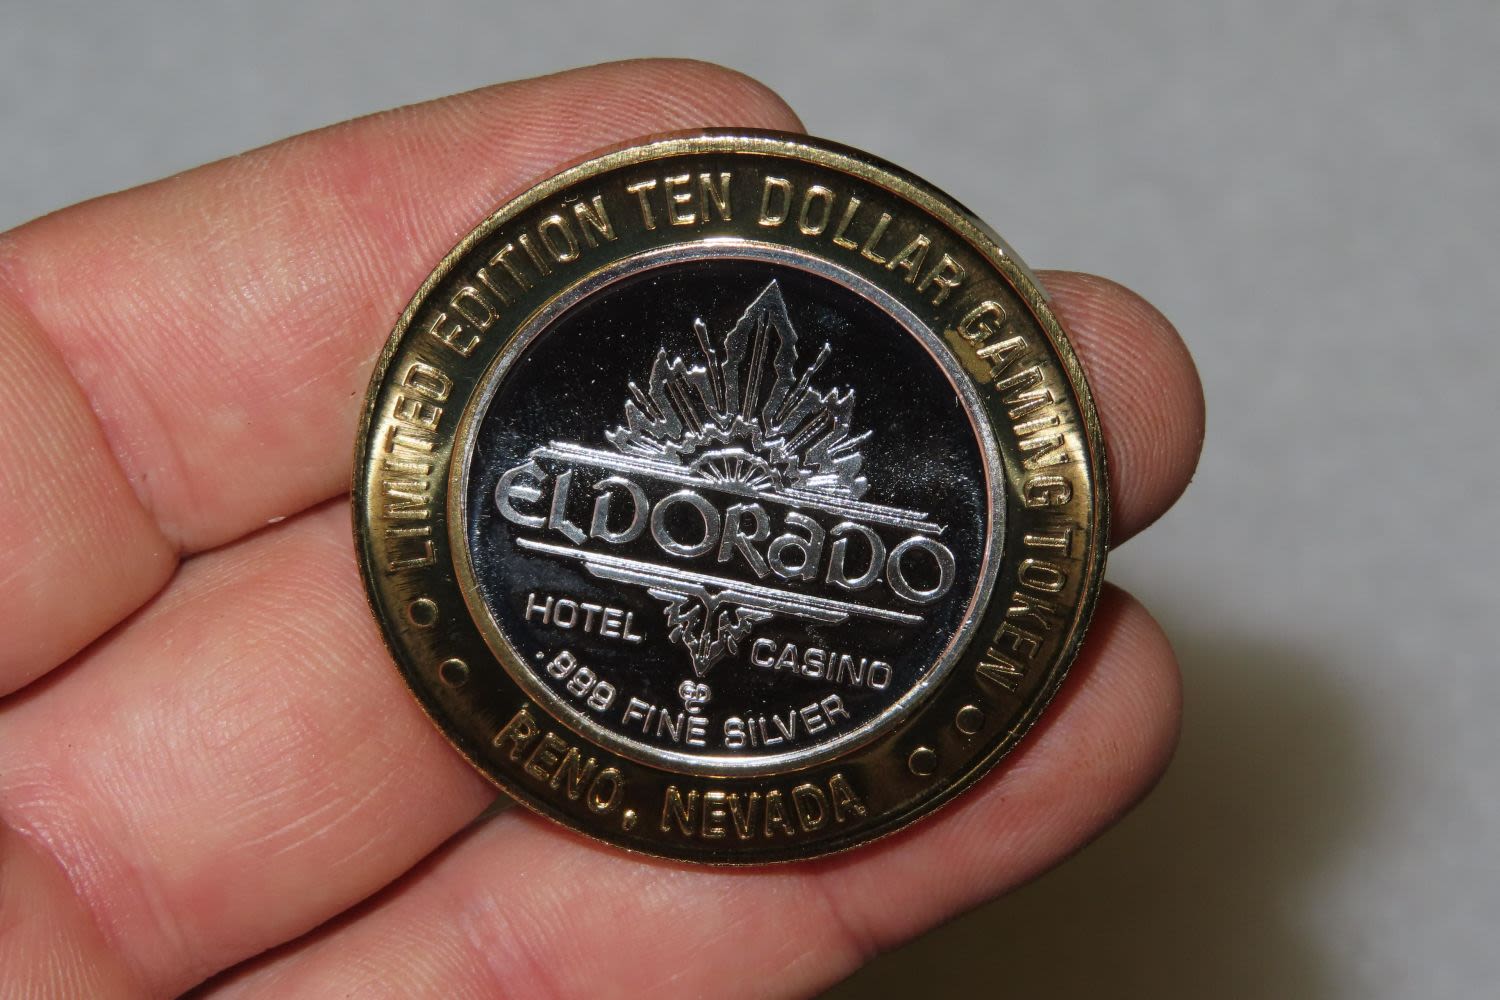 LIMITED EDITION TEN DOLLAR GAMING TOKEN
ELDORADO
HOTEL CASINO
.999 FINE SILVER
RENO, NEVADA